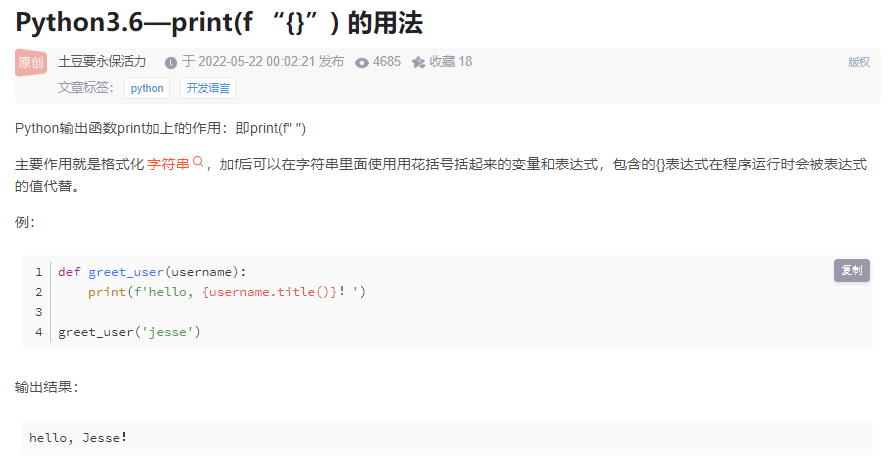 Python3.6—print(f “{}”) 的用法
原创 土豆要永保活力 于 2022-05-22 00:02:21 发布 4685 收藏 18 版权
文章标签: python 开发语言
Python输出函数print加上f的作用：即print(f" ")
主要作用就是格式化 字符串 ，加f后可以在字符串里面使用用花括号括起来的变量和表达式，包含的{}表达式在程序运行时会被表达式
的值代替。
例：
复制
1 def greet_user(username):
2     print(f'hello, {username.title()}! ')
3
4 greet_user('jesse')
输出结果：
hello, Jesse!